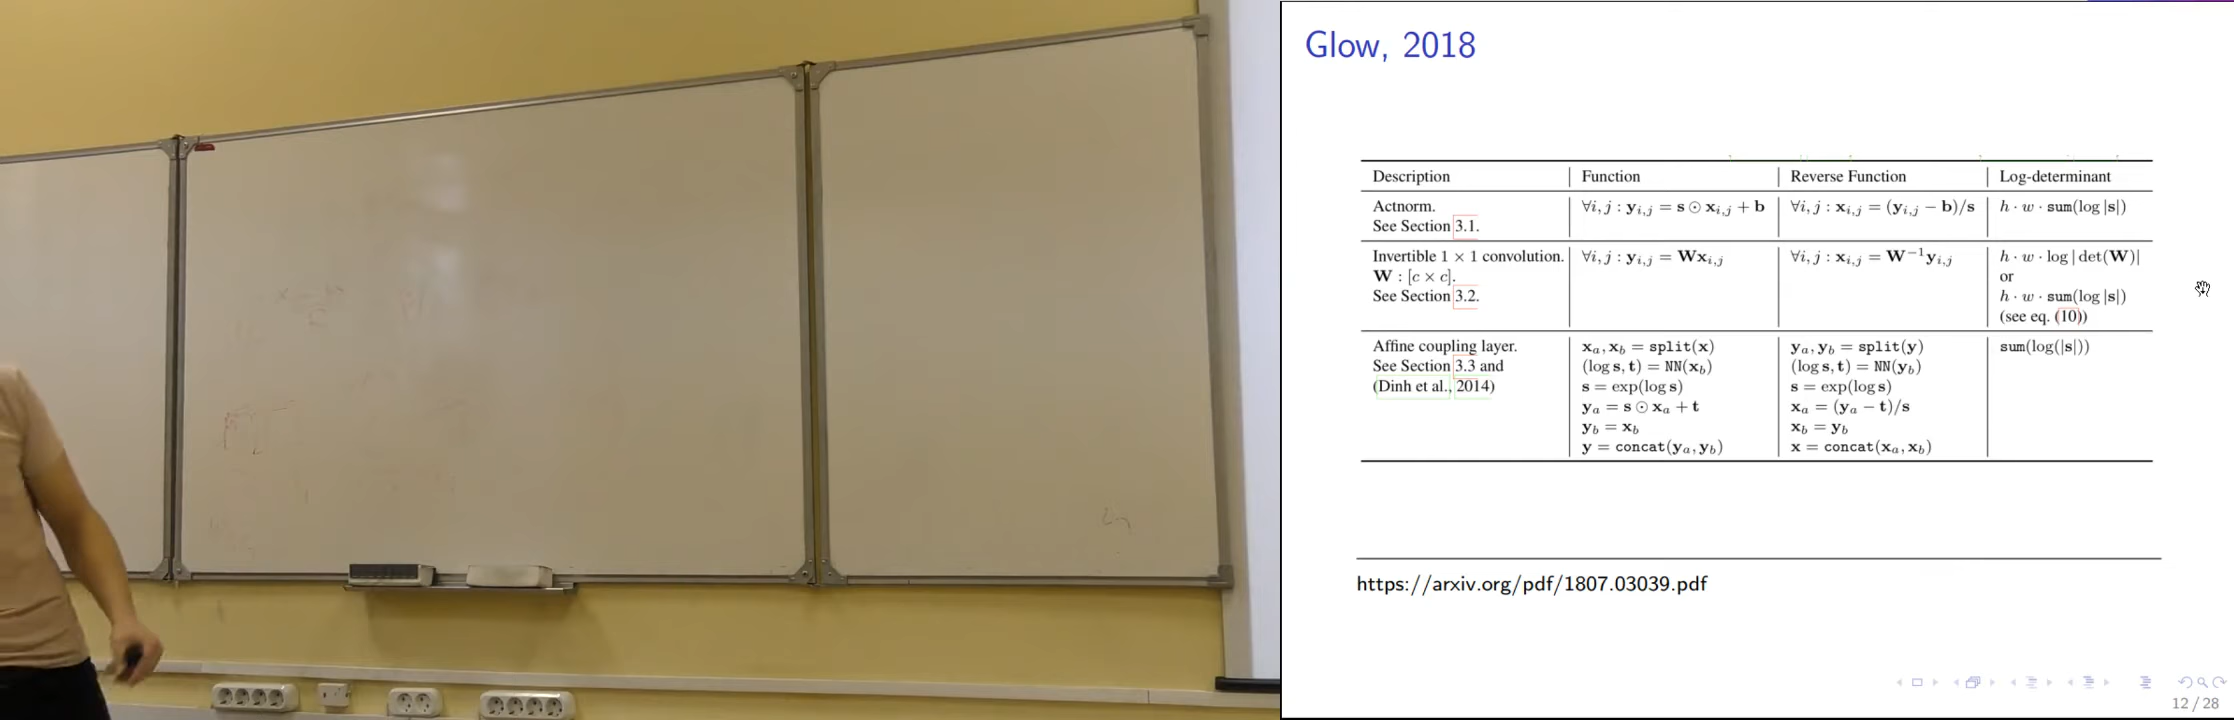 Glow, 2018
Description Function Reverse Function Log-determinant
Actnorm. ∀i, j : y_{i,j} = s ⊙ x_{i,j} + b ∀i, j : x_{i,j} = (y_{i,j} − b)/s h · w · sum(log |s|)
See Section 3.1.
Invertible 1 × 1 convolution. ∀i, j : y_{i,j} = Wx_{i,j} ∀i, j : x_{i,j} = W^{−1}y_{i,j} h · w · log | det(W)|
W : [c × c]. or
See Section 3.2. h · w · sum(log |s|)
(see eq. (10))
Affine coupling layer. x_a, x_b = split(x) y_a, y_b = split(y) sum(log(|s|))
See Section 3.3 and (log s, t) = NN(x_b) (log s, t) = NN(y_b)
(Dinh et al., 2014) s = exp(log s) s = exp(log s)
y_a = s ⊙ x_a + t x_a = (y_a − t)/s
y_b = x_b x_b = y_b
y = concat(y_a, y_b) x = concat(x_a, x_b)
https://arxiv.org/pdf/1807.03039.pdf
12 / 28